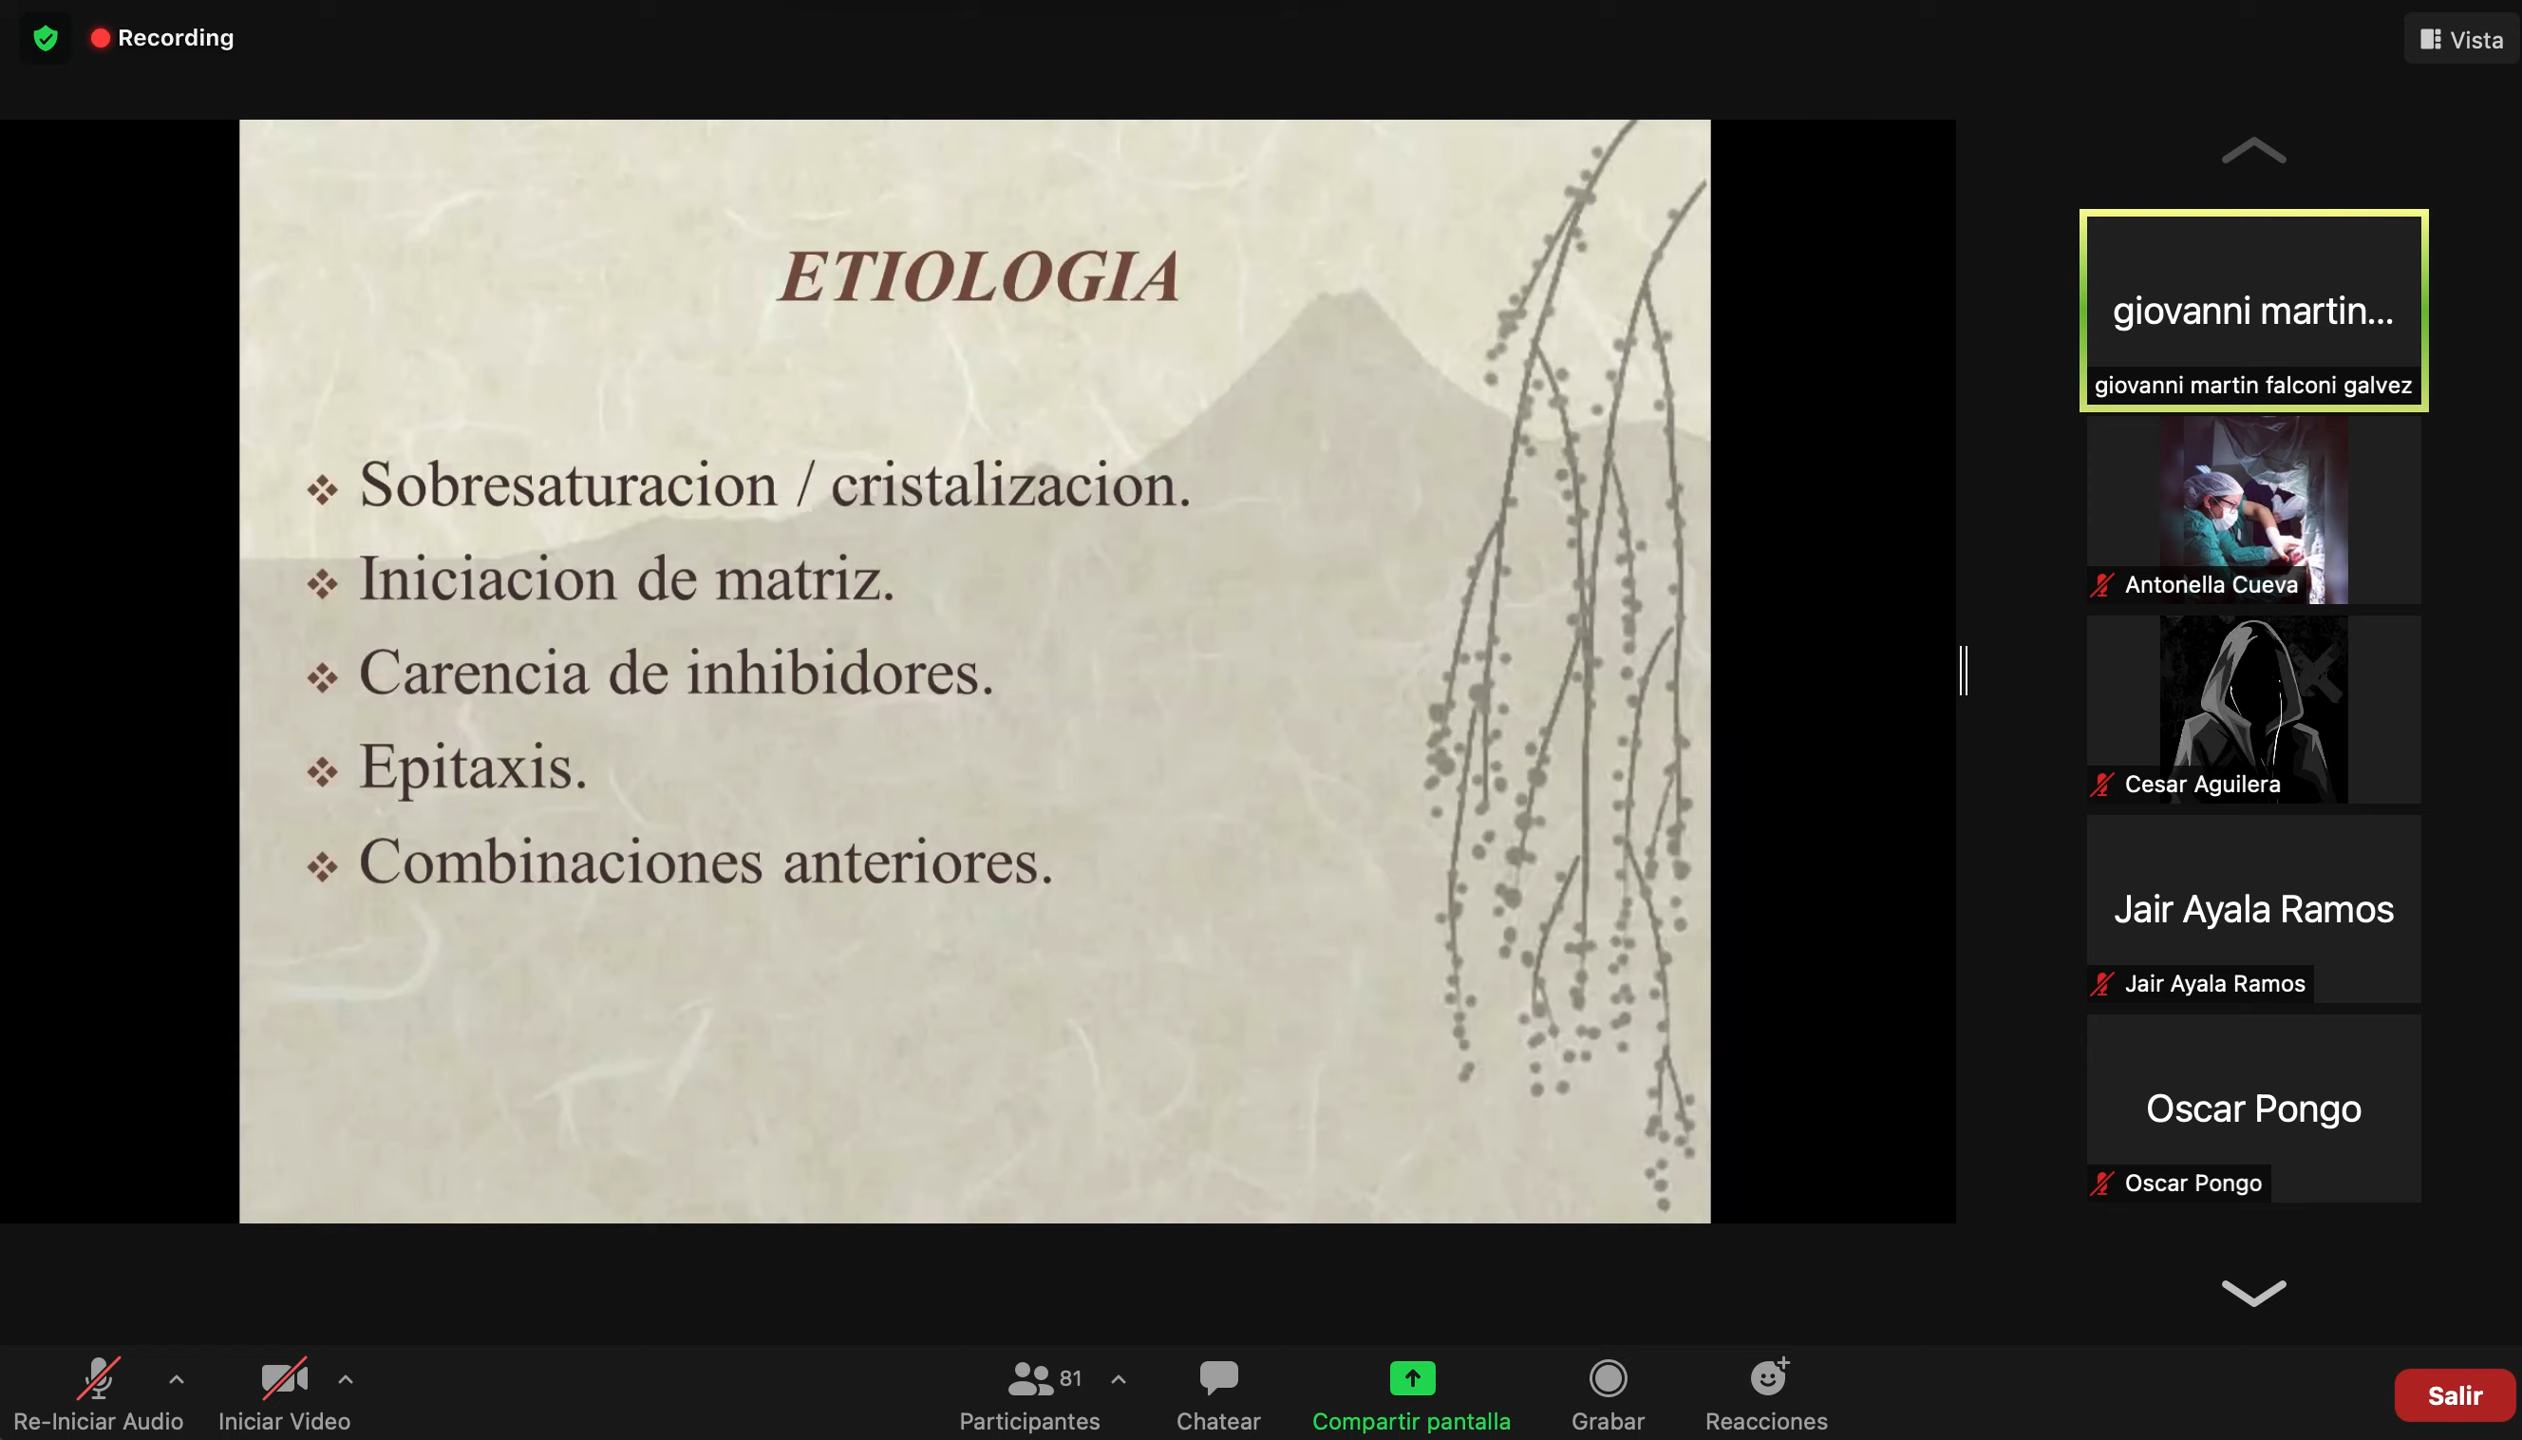 Recording
Vista
ETIOLOGIA
Sobresaturacion / cristalizacion.
Iniciacion de matriz.
Carencia de inhibidores.
Epitaxis.
Combinaciones anteriores.
giovanni martin...
giovanni martin falconi galvez
Antonella Cueva
Cesar Aguilera
Jair Ayala Ramos
Jair Ayala Ramos
Oscar Pongo
Oscar Pongo
Re-Iniciar Audio
Iniciar Video
81
Participantes
Chatear
Compartir pantalla
Grabar
Reacciones
Salir